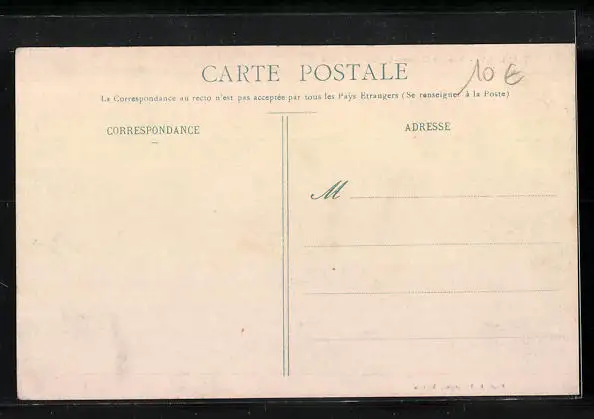 CARTE POSTALE
10 €
La Correspondance au recto n'est pas acceptée par tous les Pays Etrangers (Se renseigner à la Poste)
CORRESPONDANCE
ADRESSE
M